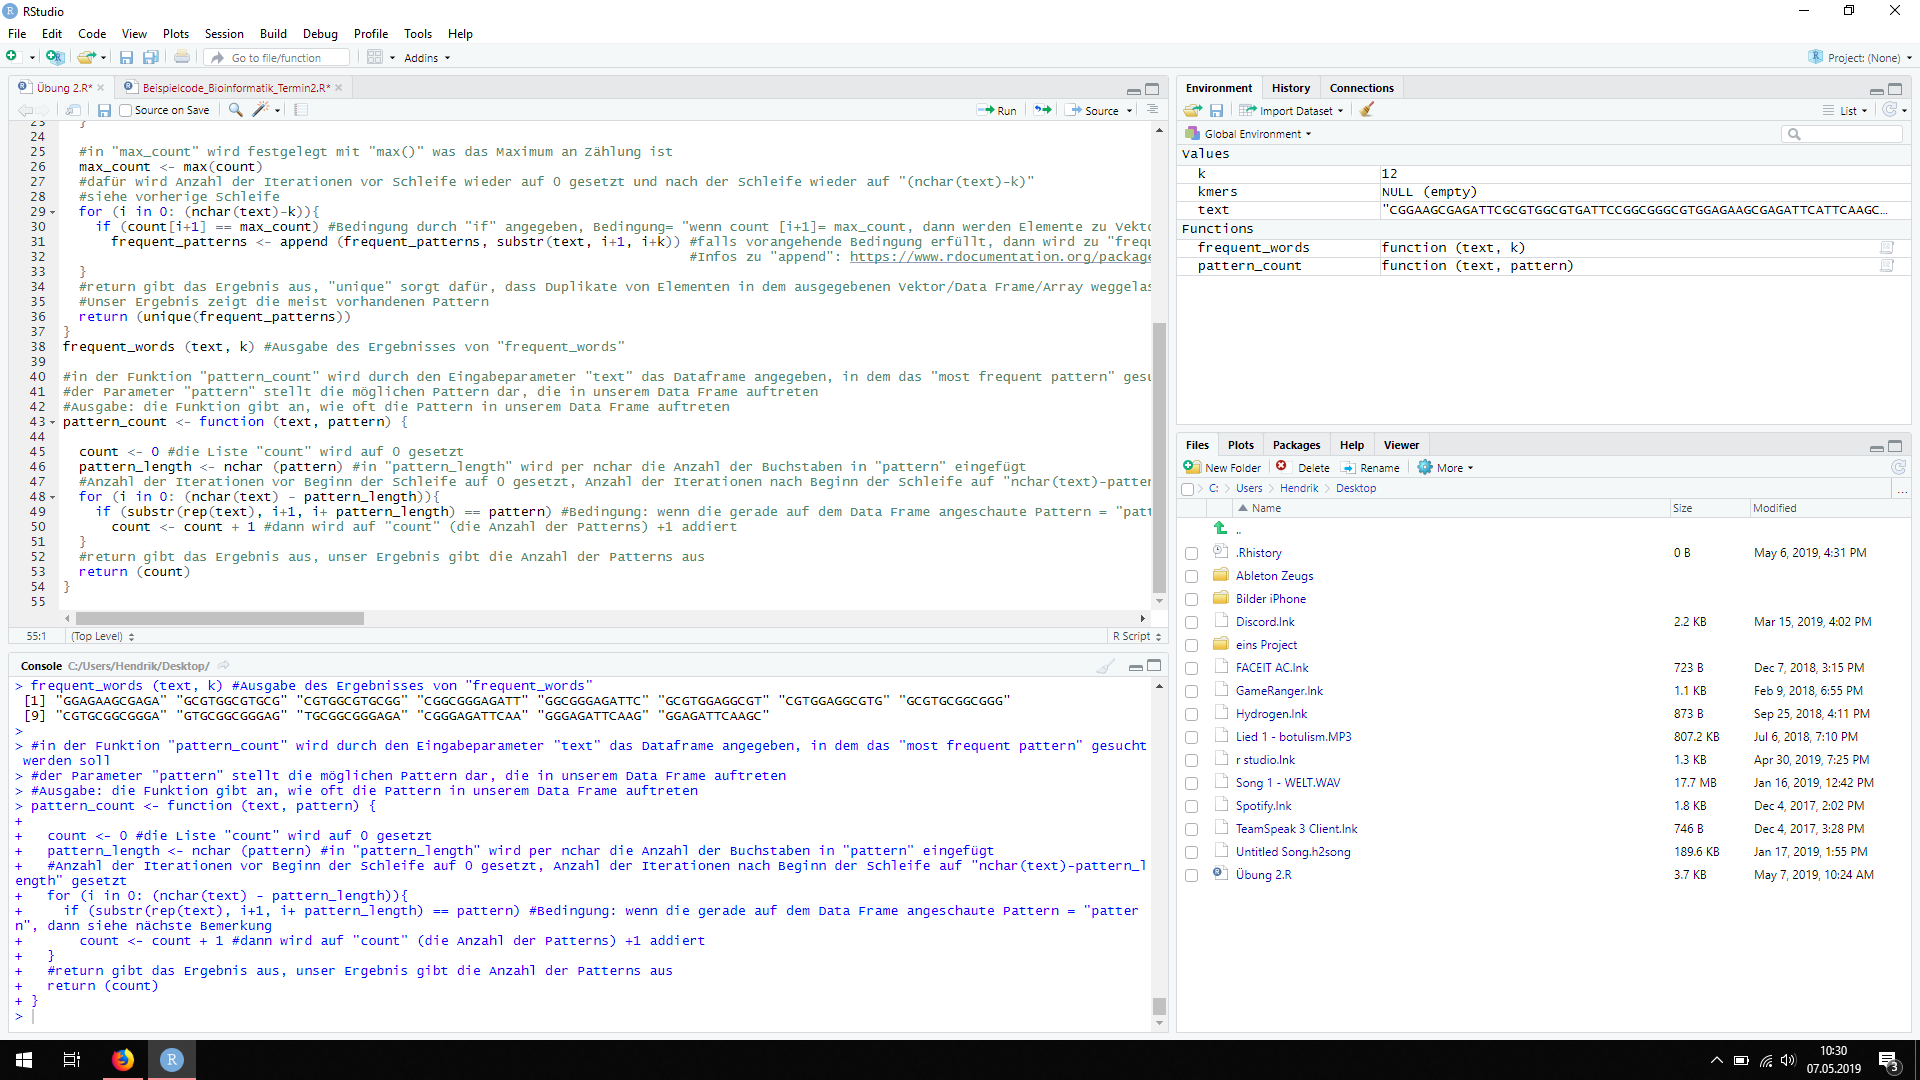 RStudio
File Edit Code View Plots Session Build Debug Profile Tools Help
Go to file/function Addins Project: (None)
Übung 2.R* Beispielcode_Bioinformatik_Termin2.R*
Source on Save Run Source
23 }
24
25 #in "max_count" wird festgelegt mit "max()" was das Maximum an Zählung ist
26 max_count <- max(count)
27 #dafür wird Anzahl der Iterationen vor Schleife wieder auf 0 gesetzt und nach der Schleife wieder auf "(nchar(text)-k)"
28 #siehe vorherige Schleife
29 for (i in 0: (nchar(text)-k)){
30 if (count[i+1] == max_count) #Bedingung durch "if" angegeben, Bedingung= "wenn count [i+1]= max_count, dann werden Elemente zu Vekto
31 frequent_patterns <- append (frequent_patterns, substr(text, i+1, i+k)) #falls vorangehende Bedingung erfüllt, dann wird zu "frequ
32 #Infos zu "append": https://www.rdocumentation.org/package
33 }
34 #return gibt das Ergebnis aus, "unique" sorgt dafür, dass Duplikate von Elementen in dem ausgegebenen Vektor/Data Frame/Array weggelas
35 #Unser Ergebnis zeigt die meist vorhandenen Pattern
36 return (unique(frequent_patterns))
37 }
38 frequent_words (text, k) #Ausgabe des Ergebnisses von "frequent_words"
39
40 #in der Funktion "pattern_count" wird durch den Eingabeparameter "text" das Dataframe angegeben, in dem das "most frequent pattern" gesu
41 #der Parameter "pattern" stellt die möglichen Pattern dar, die in unserem Data Frame auftreten
42 #Ausgabe: die Funktion gibt an, wie oft die Pattern in unserem Data Frame auftreten
43 pattern_count <- function (text, pattern) {
44
45 count <- 0 #die Liste "count" wird auf 0 gesetzt
46 pattern_length <- nchar (pattern) #in "pattern_length" wird per nchar die Anzahl der Buchstaben in "pattern" eingefügt
47 #Anzahl der Iterationen vor Beginn der Schleife auf 0 gesetzt, Anzahl der Iterationen nach Beginn der Schleife auf "nchar(text)-patter
48 for (i in 0: (nchar(text) - pattern_length)){
49 if (substr(rep(text), i+1, i+ pattern_length) == pattern) #Bedingung: wenn die gerade auf dem Data Frame angeschaute Pattern = "patt
50 count <- count + 1 #dann wird auf "count" (die Anzahl der Patterns) +1 addiert
51 }
52 #return gibt das Ergebnis aus, unser Ergebnis gibt die Anzahl der Patterns aus
53 return (count)
54 }
55
55:1 (Top Level) R Script
Console C:/Users/Hendrik/Desktop/
> frequent_words (text, k) #Ausgabe des Ergebnisses von "frequent_words"
[1] "GGAGAAGCGAGA" "GCGTGGCGTGCG" "CGTGGCGTGCGG" "CGGCGGGAGATT" "GGCGGGAGATTC" "GCGTGGAGGCGT" "CGTGGAGGCGTG" "GCGTGCGGCGGG"
[9] "CGTGCGGCGGGA" "GTGCGGCGGGAG" "TGCGGCGGGAGA" "CGGGAGATTCAA" "GGGAGATTCAAG" "GGAGATTCAAGC"
>
> #in der Funktion "pattern_count" wird durch den Eingabeparameter "text" das Dataframe angegeben, in dem das "most frequent pattern" gesucht
werden soll
> #der Parameter "pattern" stellt die möglichen Pattern dar, die in unserem Data Frame auftreten
> #Ausgabe: die Funktion gibt an, wie oft die Pattern in unserem Data Frame auftreten
> pattern_count <- function (text, pattern) {
+
+ count <- 0 #die Liste "count" wird auf 0 gesetzt
+ pattern_length <- nchar (pattern) #in "pattern_length" wird per nchar die Anzahl der Buchstaben in "pattern" eingefügt
+ #Anzahl der Iterationen vor Beginn der Schleife auf 0 gesetzt, Anzahl der Iterationen nach Beginn der Schleife auf "nchar(text)-pattern_l
ength" gesetzt
+ for (i in 0: (nchar(text) - pattern_length)){
+ if (substr(rep(text), i+1, i+ pattern_length) == pattern) #Bedingung: wenn die gerade auf dem Data Frame angeschaute Pattern = "patter
n", dann siehe nächste Bemerkung
+ count <- count + 1 #dann wird auf "count" (die Anzahl der Patterns) +1 addiert
+ }
+ #return gibt das Ergebnis aus, unser Ergebnis gibt die Anzahl der Patterns aus
+ return (count)
+ }
>
Environment History Connections
Import Dataset List
Global Environment
Values
k 12
kmers NULL (empty)
text "CGGAAGCGAGATTCGCGTGGCGTGATTCCGGCGGGCGTGGAGAAGCGAGATTCATTCAAGC…
Functions
frequent_words function (text, k)
pattern_count function (text, pattern)
Files Plots Packages Help Viewer
New Folder Delete Rename More
C: Users Hendrik Desktop ...
Name Size Modified
..
.Rhistory 0 B May 6, 2019, 4:31 PM
Ableton Zeugs
Bilder iPhone
Discord.lnk 2.2 KB Mar 15, 2019, 4:02 PM
eins Project
FACEIT AC.lnk 723 B Dec 7, 2018, 3:15 PM
GameRanger.lnk 1.1 KB Feb 9, 2018, 6:55 PM
Hydrogen.lnk 873 B Sep 25, 2018, 4:11 PM
Lied 1 - botulism.MP3 807.2 KB Jul 6, 2018, 7:10 PM
r studio.lnk 1.3 KB Apr 30, 2019, 7:25 PM
Song 1 - WELT.WAV 17.7 MB Jan 16, 2019, 12:42 PM
Spotify.lnk 1.8 KB Dec 4, 2017, 2:02 PM
TeamSpeak 3 Client.lnk 746 B Dec 4, 2017, 3:28 PM
Untitled Song.h2song 189.6 KB Jan 17, 2019, 1:55 PM
Übung 2.R 3.7 KB May 7, 2019, 10:24 AM
10:30
07.05.2019
3